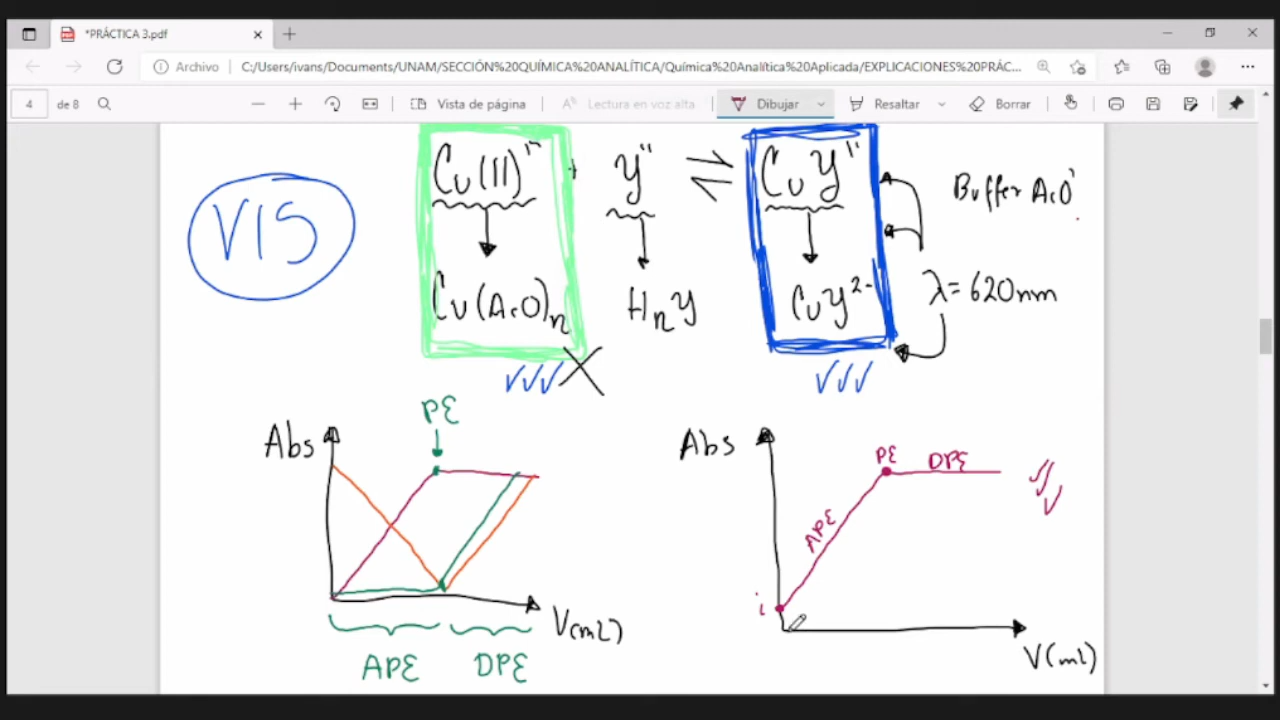 *PRÁCTICA 3.pdf
Archivo C:/Users/ivans/Documents/UNAM/SECCIÓN%20QUÍMICA%20ANALÍTICA/Química%20Analítica%20Aplicada/EXPLICACIONES%20PRÁC...
4 de 8 Vista de página Lectura en voz alta Dibujar Resaltar Borrar
VIS
Cu(II)'' + Y'' ⇌ CuY''
Buffer AcO'
Cu(AcO)n HnY CuY²⁻
λ=620nm
✓✓✓ X ✓✓✓
PE
Abs
V(mL)
APE DPE
Abs
PE DPE
APE
i
V(mL)